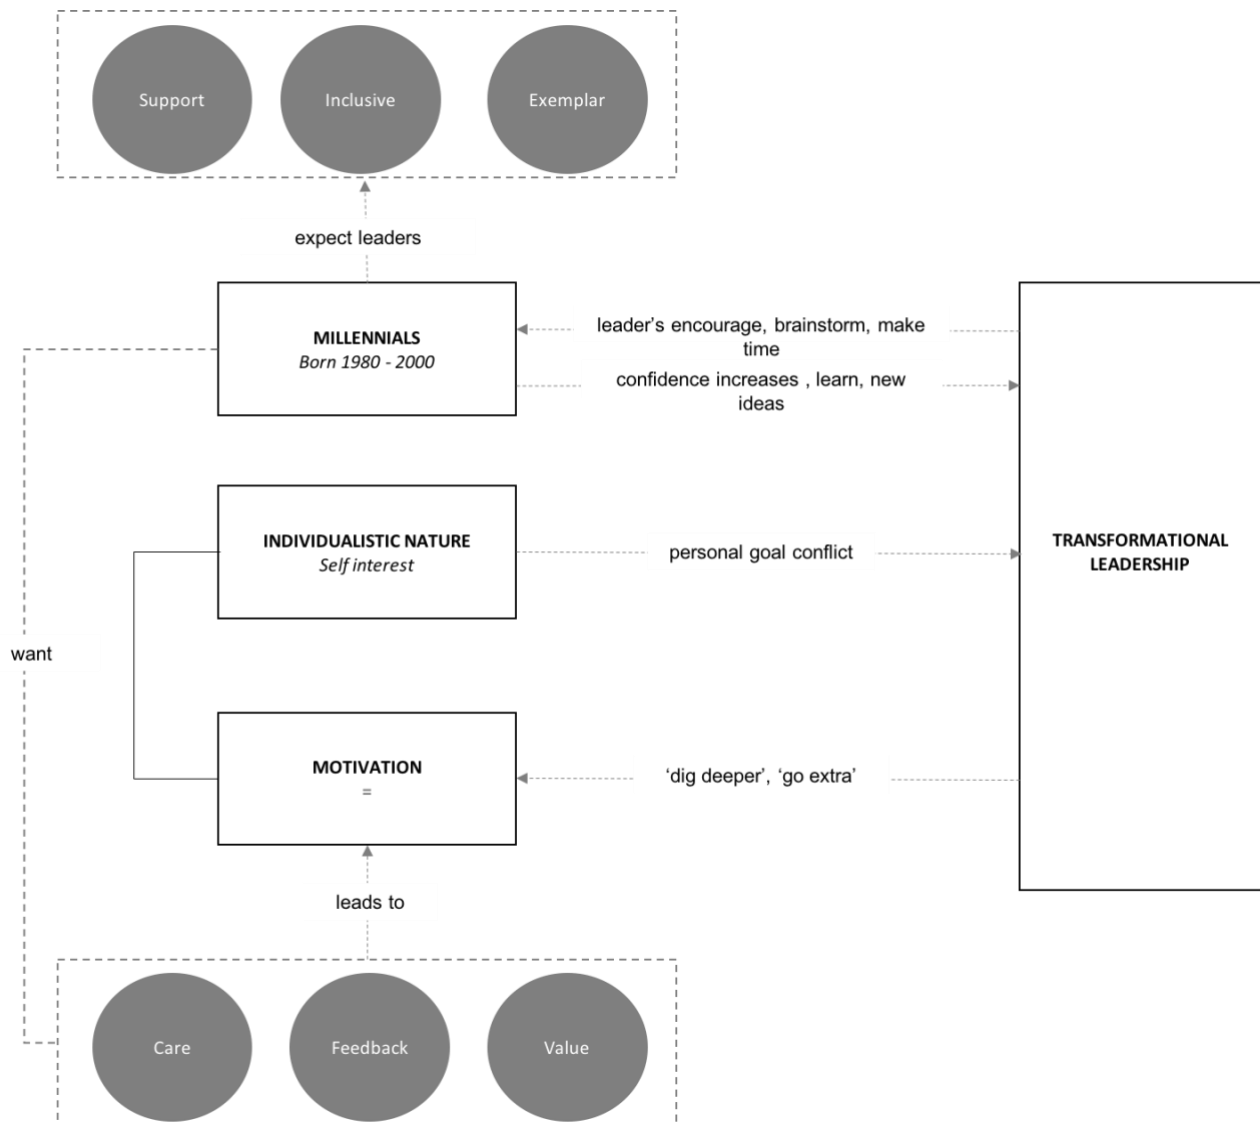 Support
Inclusive
Exemplar
expect leaders
MILLENNIALS
Born 1980 - 2000
leader’s encourage, brainstorm, make
time
confidence increases , learn, new
ideas
INDIVIDUALISTIC NATURE
Self interest
personal goal conflict
TRANSFORMATIONAL
LEADERSHIP
want
MOTIVATION
=
‘dig deeper’, ‘go extra’
leads to
Care
Feedback
Value